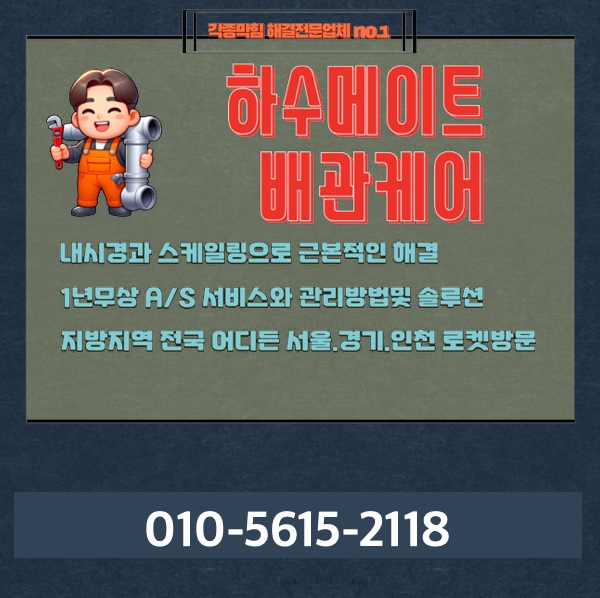 각종막힘 해결전문업체 no.1
하수메이트
배관케어
내시경과 스케일링으로 근본적인 해결
1년무상 A/S 서비스와 관리방법및 솔루션
지방지역 전국 어디든 서울.경기.인천 로켓방문
010-5615-2118